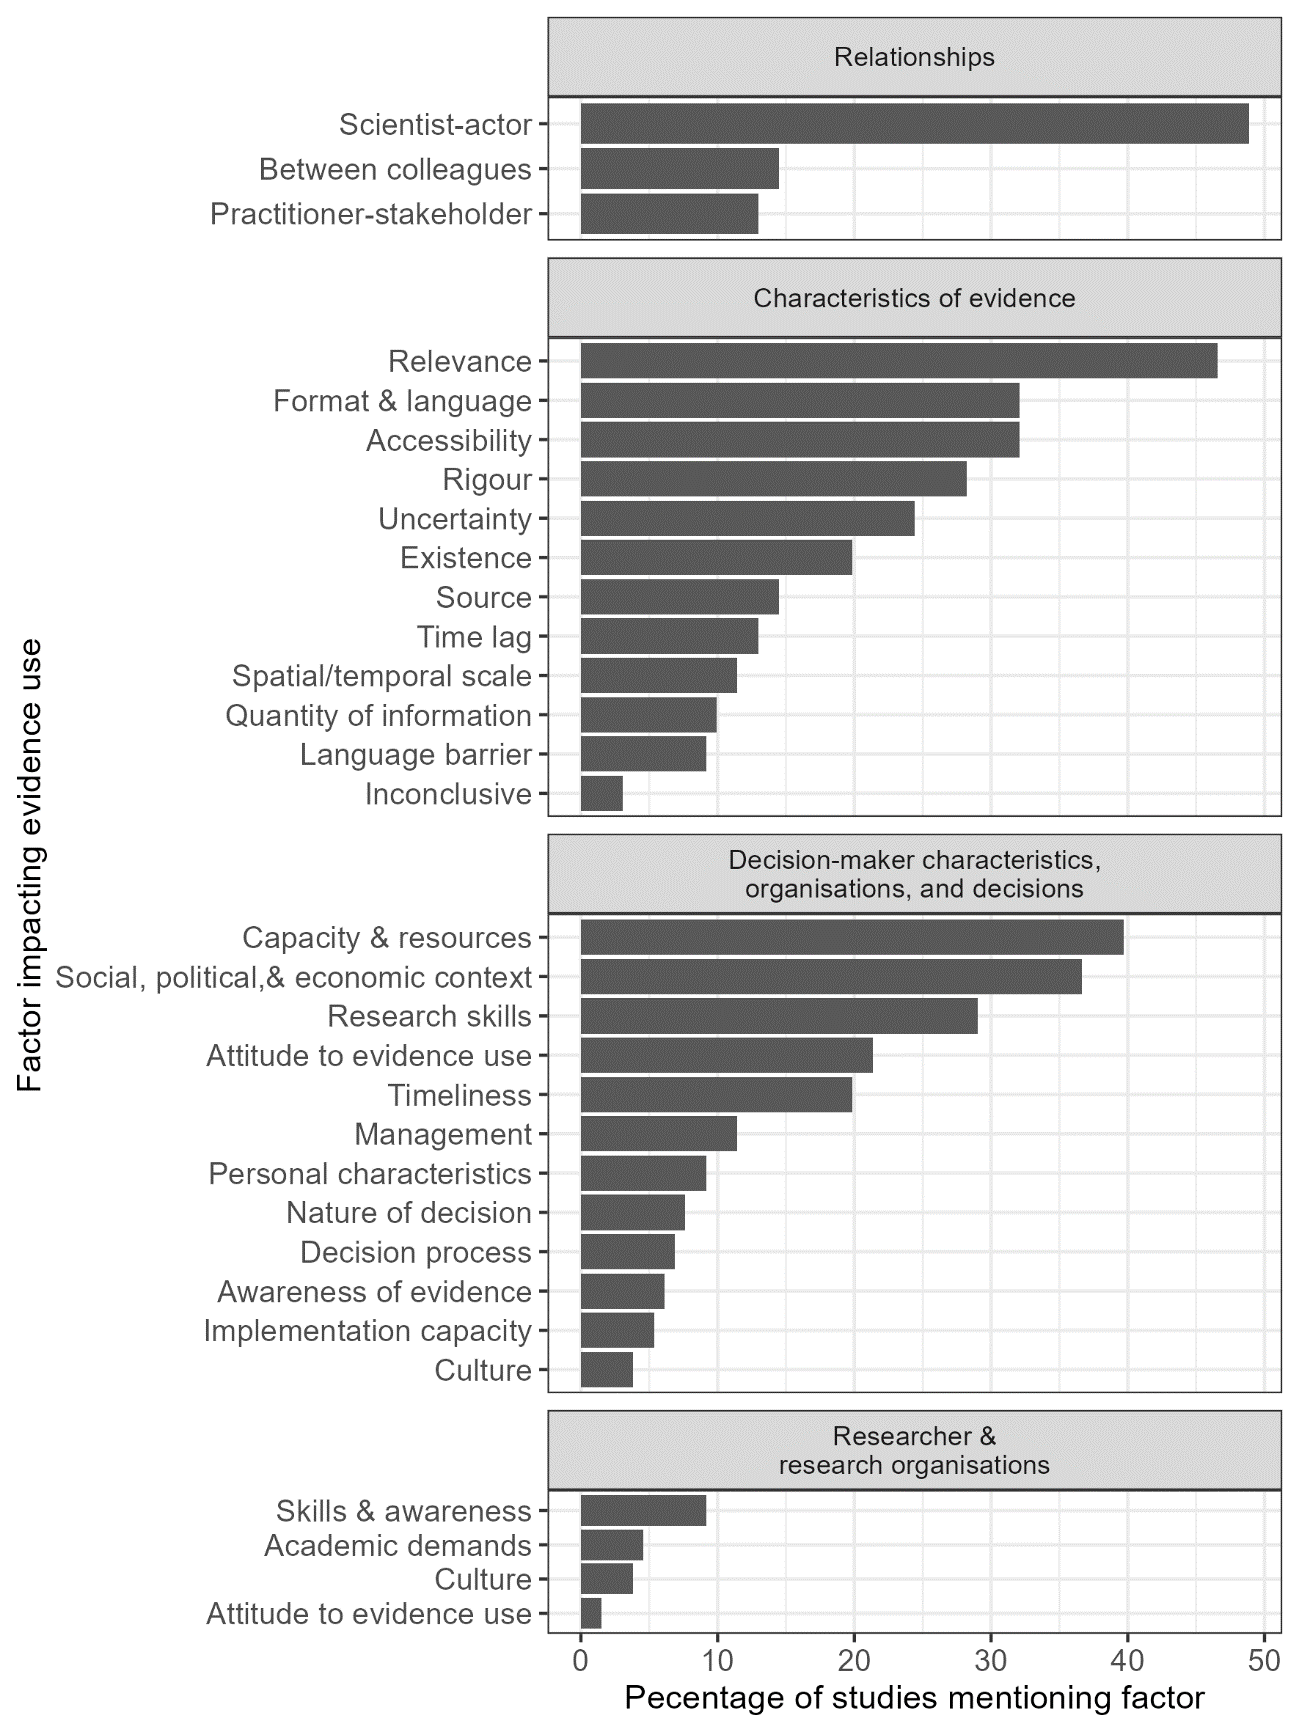 Relationships
Scientist-actor
Between colleagues
Practitioner-stakeholder
Characteristics of evidence
Relevance
Format & language
Accessibility
Rigour
Uncertainty
Existence
Source
Time lag
Spatial/temporal scale
Quantity of information
Language barrier
Inconclusive
Decision-maker characteristics,
organisations, and decisions
Capacity & resources
Social, political,& economic context
Research skills
Attitude to evidence use
Timeliness
Management
Personal characteristics
Nature of decision
Decision process
Awareness of evidence
Implementation capacity
Culture
Researcher &
research organisations
Skills & awareness
Academic demands
Culture
Attitude to evidence use
0 10 20 30 40 50
Pecentage of studies mentioning factor
Factor impacting evidence use